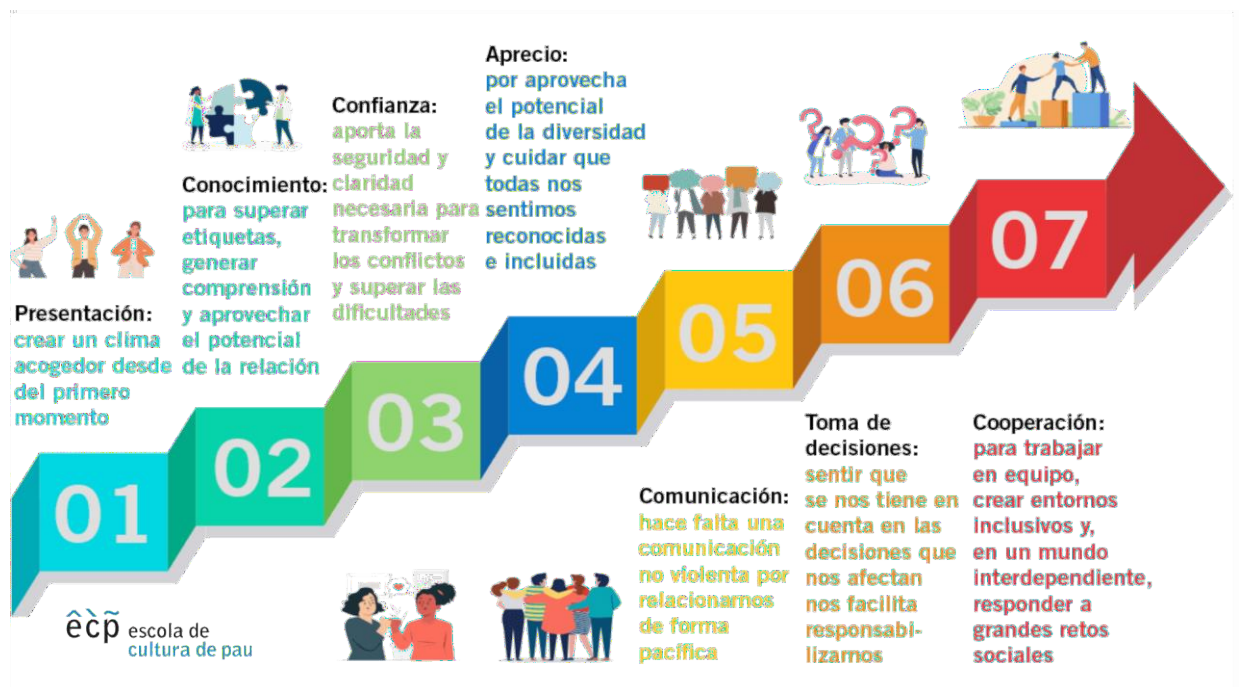 Presentación:
crear un clima
acogedor desde
del primero
momento
Conocimiento:
para superar
etiquetas,
generar
comprensión
y aprovechar
el potencial
de la relación
Confianza:
aporta la
seguridad y
claridad
necesaria para
transformar
los conflictos
y superar las
dificultades
Aprecio:
por aprovecha
el potencial
de la diversidad
y cuidar que
todas nos
sentimos
reconocidas
e incluidas
01
02
03
04
05
06
07
Comunicación:
hace falta una
comunicación
no violenta por
relacionarnos
de forma
pacífica
Toma de
decisiones:
sentir que
se nos tiene en
cuenta en las
decisiones que
nos afectan
nos facilita
responsabi-
lizarnos
Cooperación:
para trabajar
en equipo,
crear entornos
inclusivos y,
en un mundo
interdependiente,
responder a
grandes retos
sociales
êcp̃ escola de
cultura de pau